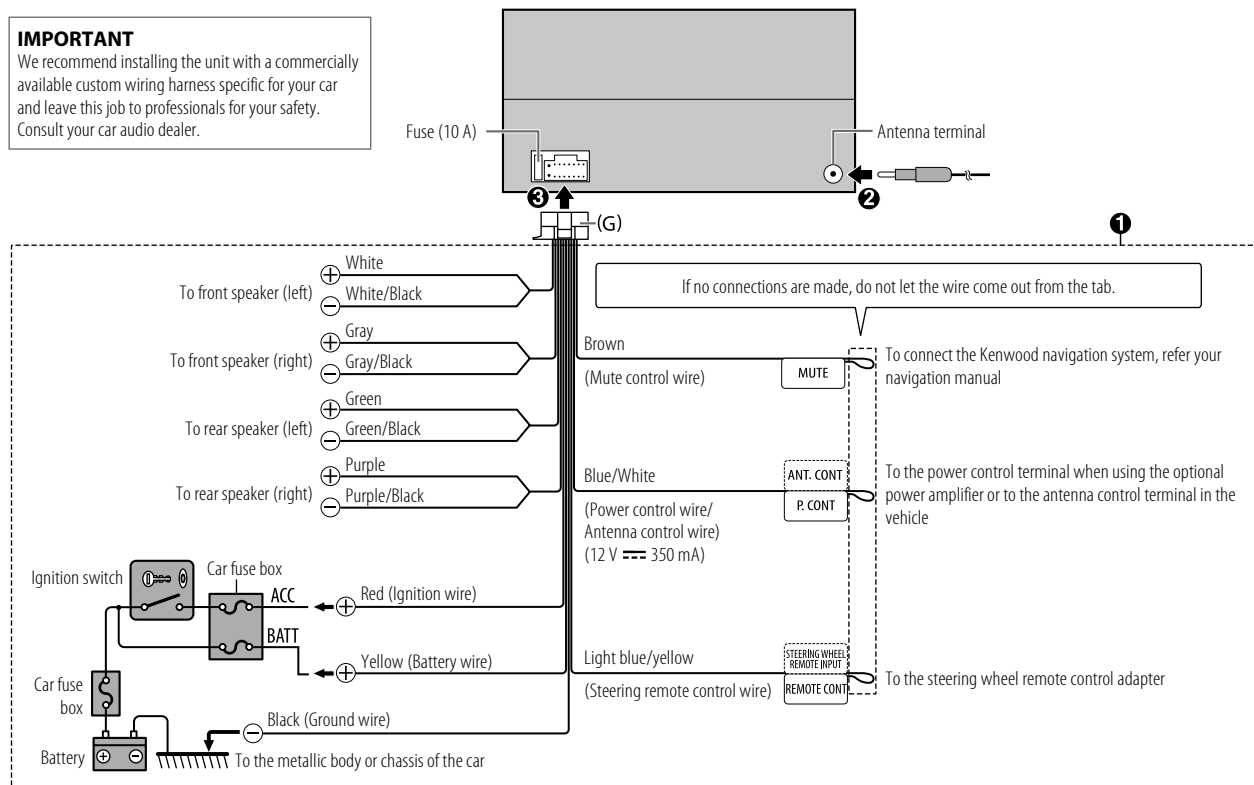 IMPORTANT
We recommend installing the unit with a commercially
available custom wiring harness specific for your car
and leave this job to professionals for your safety.
Consult your car audio dealer.
Fuse (10 A)
Antenna terminal
3
2
(G)
1
White
To front speaker (left)
White/Black
Gray
To front speaker (right)
Gray/Black
Green
To rear speaker (left)
Green/Black
Purple
To rear speaker (right)
Purple/Black
If no connections are made, do not let the wire come out from the tab.
Brown
(Mute control wire)
MUTE
To connect the Kenwood navigation system, refer your
navigation manual
Blue/White
(Power control wire/
Antenna control wire)
(12 V ⎓ 350 mA)
ANT. CONT
P. CONT
To the power control terminal when using the optional
power amplifier or to the antenna control terminal in the
vehicle
Ignition switch
Car fuse box
ACC
Red (Ignition wire)
BATT
Yellow (Battery wire)
Light blue/yellow
(Steering remote control wire)
STEERING WHEEL
REMOTE INPUT
REMOTE CONT
To the steering wheel remote control adapter
Car fuse
box
Black (Ground wire)
Battery
To the metallic body or chassis of the car